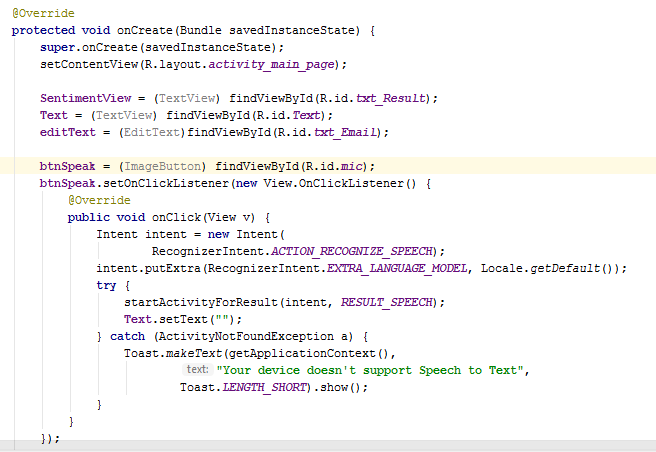 @Override
protected void onCreate(Bundle savedInstanceState) {
super.onCreate(savedInstanceState);
setContentView(R.layout.activity_main_page);
SentimentView = (TextView) findViewById(R.id.txt_Result);
Text = (TextView) findViewById(R.id.Text);
editText = (EditText)findViewById(R.id.txt_Email);
btnSpeak = (ImageButton) findViewById(R.id.mic);
btnSpeak.setOnClickListener(new View.OnClickListener() {
@Override
public void onClick(View v) {
Intent intent = new Intent(
RecognizerIntent.ACTION_RECOGNIZE_SPEECH);
intent.putExtra(RecognizerIntent.EXTRA_LANGUAGE_MODEL, Locale.getDefault());
try {
startActivityForResult(intent, RESULT_SPEECH);
Text.setText("");
} catch (ActivityNotFoundException a) {
Toast.makeText(getApplicationContext(),
text: "Your device doesn't support Speech to Text",
Toast.LENGTH_SHORT).show();
}
}
});